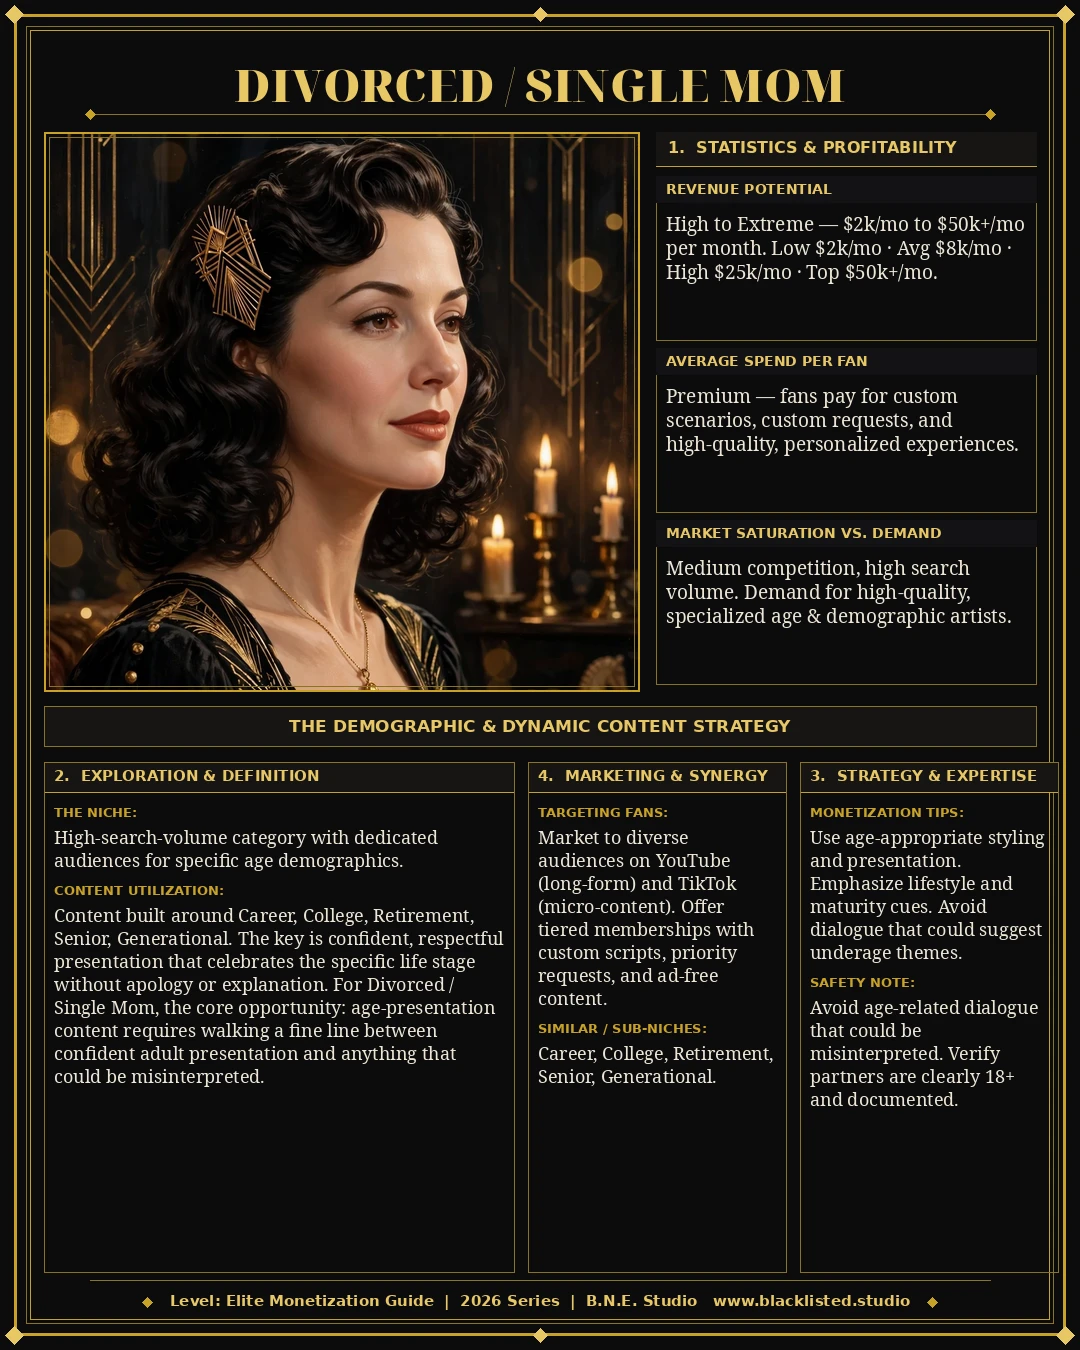 DIVORCED / SINGLE MOM
1. STATISTICS & PROFITABILITY
REVENUE POTENTIAL
High to Extreme — $2k/mo to $50k+/mo
per month. Low $2k/mo · Avg $8k/mo ·
High $25k/mo · Top $50k+/mo.
AVERAGE SPEND PER FAN
Premium — fans pay for custom
scenarios, custom requests, and
high-quality, personalized experiences.
MARKET SATURATION VS. DEMAND
Medium competition, high search
volume. Demand for high-quality,
specialized age & demographic artists.
THE DEMOGRAPHIC & DYNAMIC CONTENT STRATEGY
2. EXPLORATION & DEFINITION
THE NICHE:
High-search-volume category with dedicated
audiences for specific age demographics.
CONTENT UTILIZATION:
Content built around Career, College, Retirement,
Senior, Generational. The key is confident, respectful
presentation that celebrates the specific life stage
without apology or explanation. For Divorced /
Single Mom, the core opportunity: age-presentation
content requires walking a fine line between
confident adult presentation and anything that
could be misinterpreted.
4. MARKETING & SYNERGY
TARGETING FANS:
Market to diverse
audiences on YouTube
(long-form) and TikTok
(micro-content). Offer
tiered memberships with
custom scripts, priority
requests, and ad-free
content.
SIMILAR / SUB-NICHES:
Career, College, Retirement,
Senior, Generational.
3. STRATEGY & EXPERTISE
MONETIZATION TIPS:
Use age-appropriate styling
and presentation.
Emphasize lifestyle and
maturity cues. Avoid
dialogue that could suggest
underage themes.
SAFETY NOTE:
Avoid age-related dialogue
that could be
misinterpreted. Verify
partners are clearly 18+
and documented.
Level: Elite Monetization Guide | 2026 Series | B.N.E. Studio www.blacklisted.studio